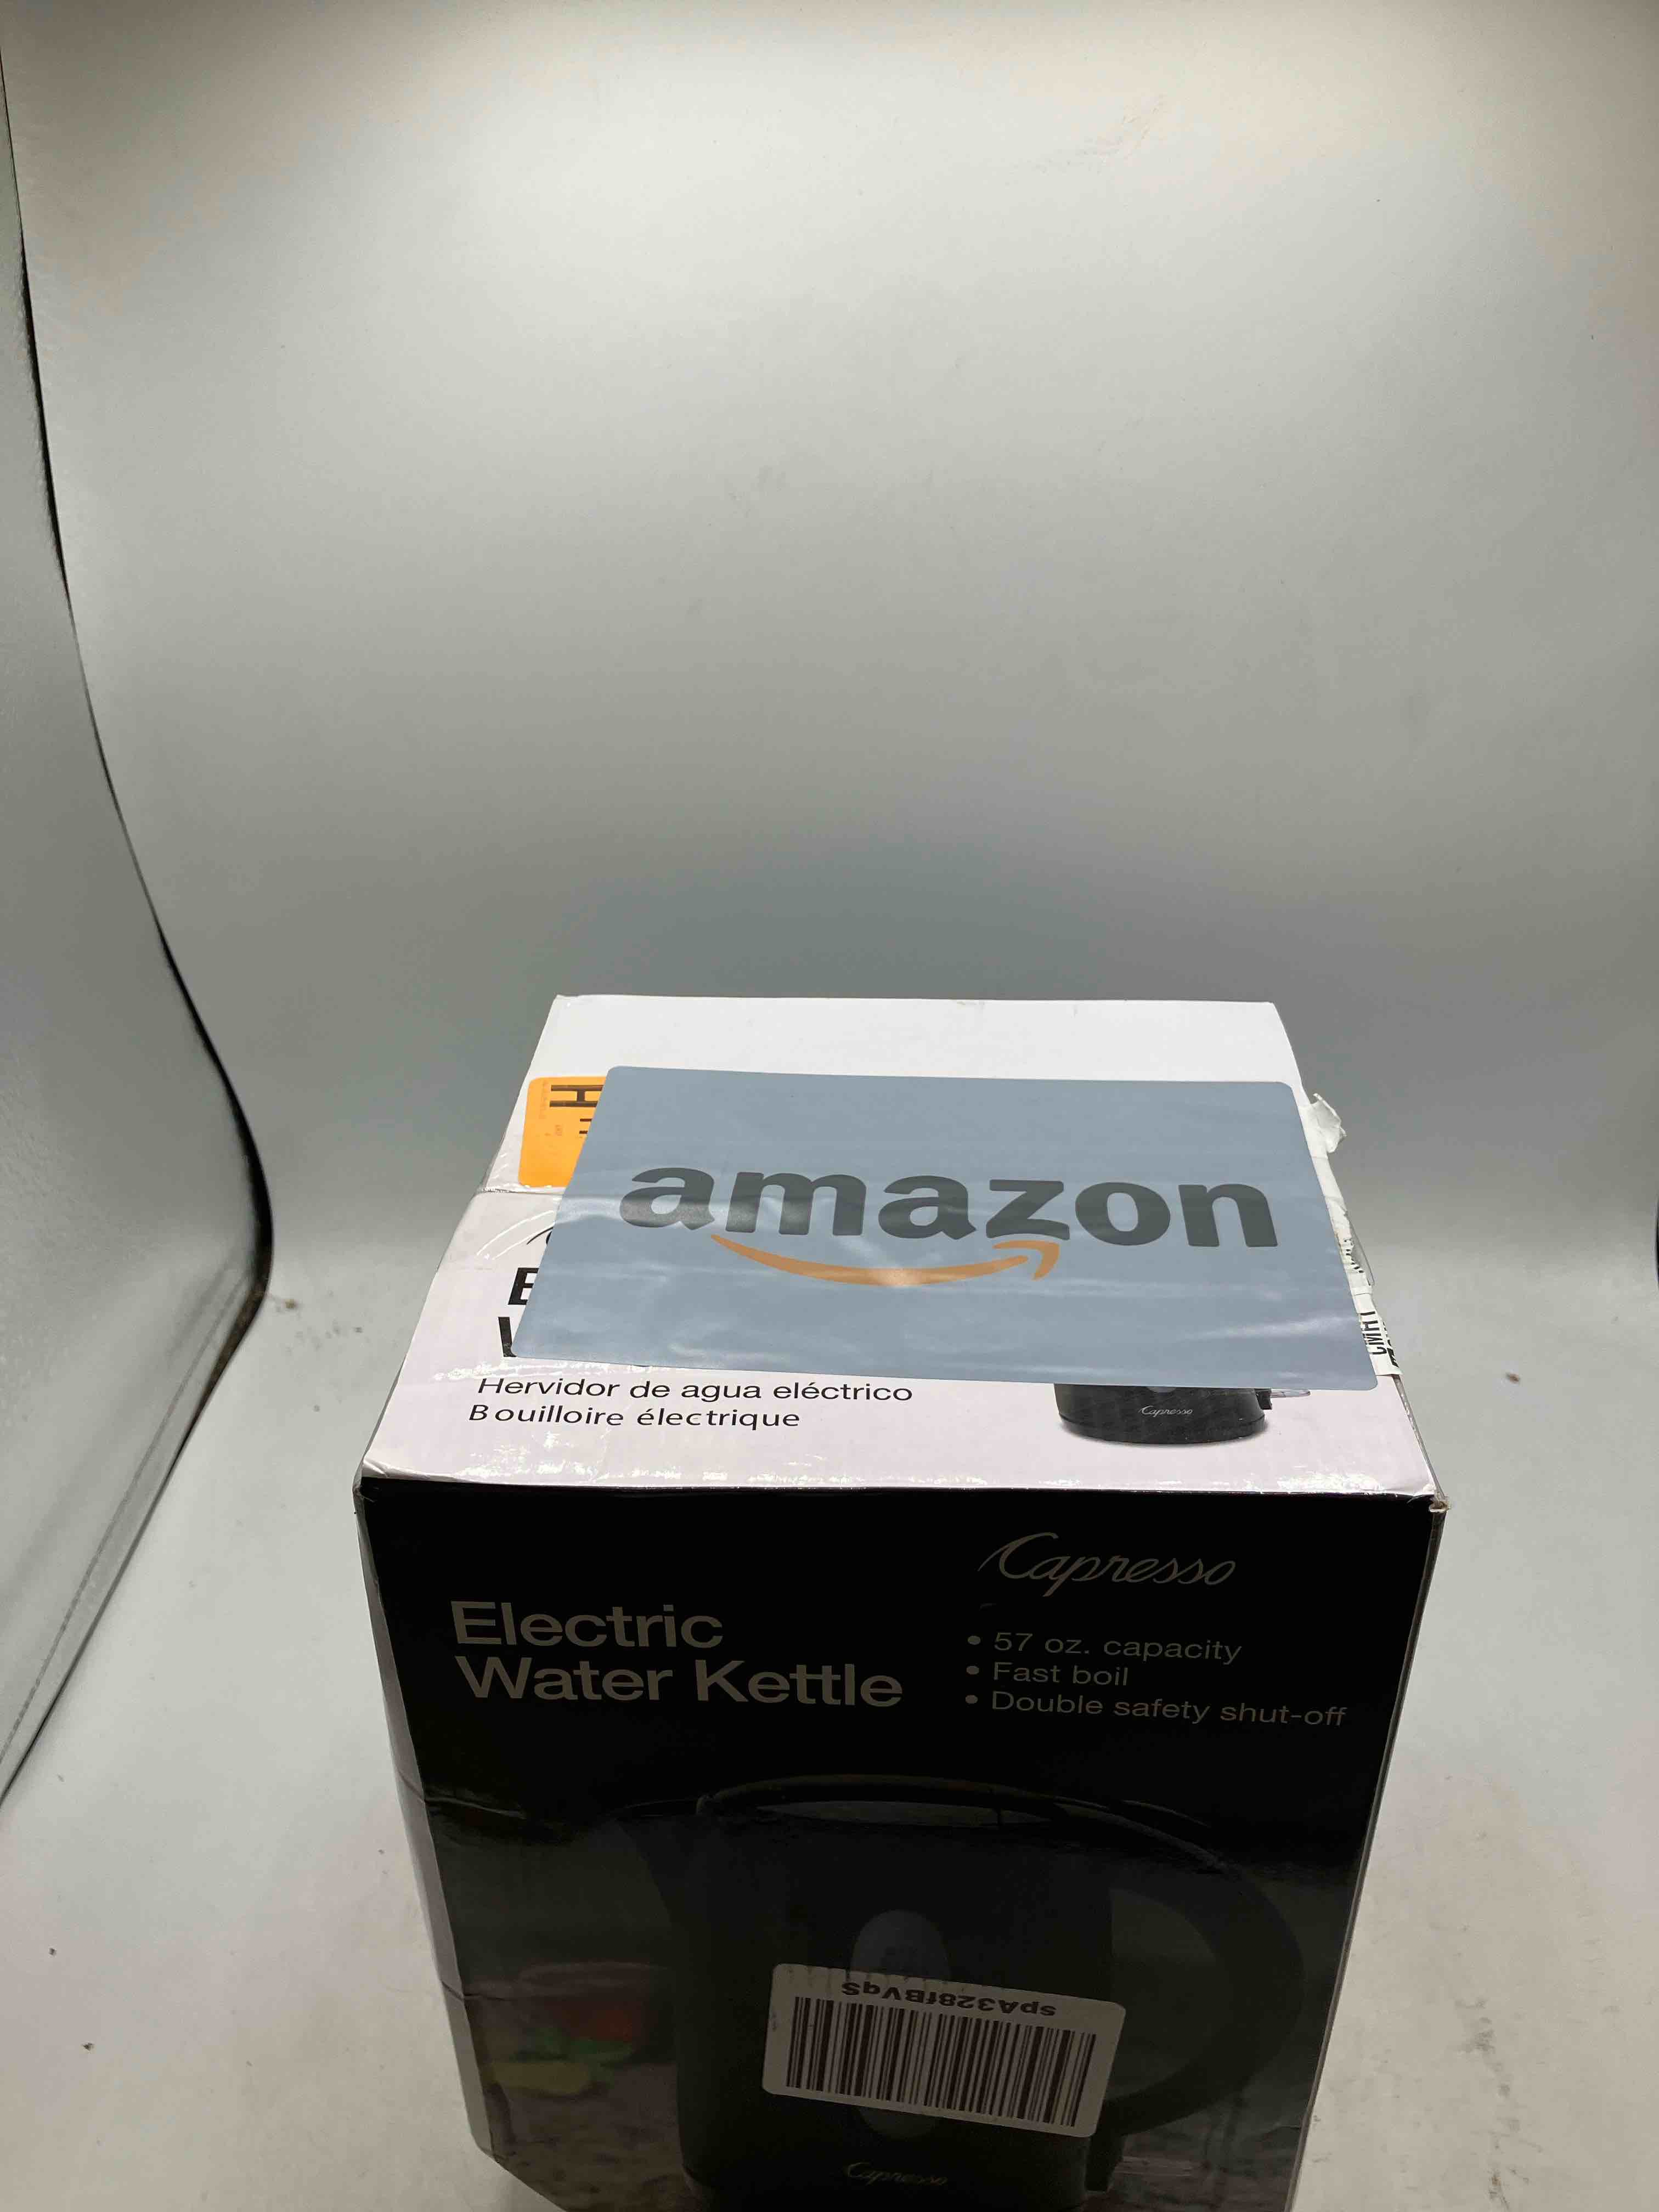 H
amazon
Hervidor de agua eléctrico
Bouilloire électrique
Capresso
Capresso
Electric
Water Kettle
• 57 oz. capacity
• Fast boil
• Double safety shut-off
spA328fBVqS
Capresso